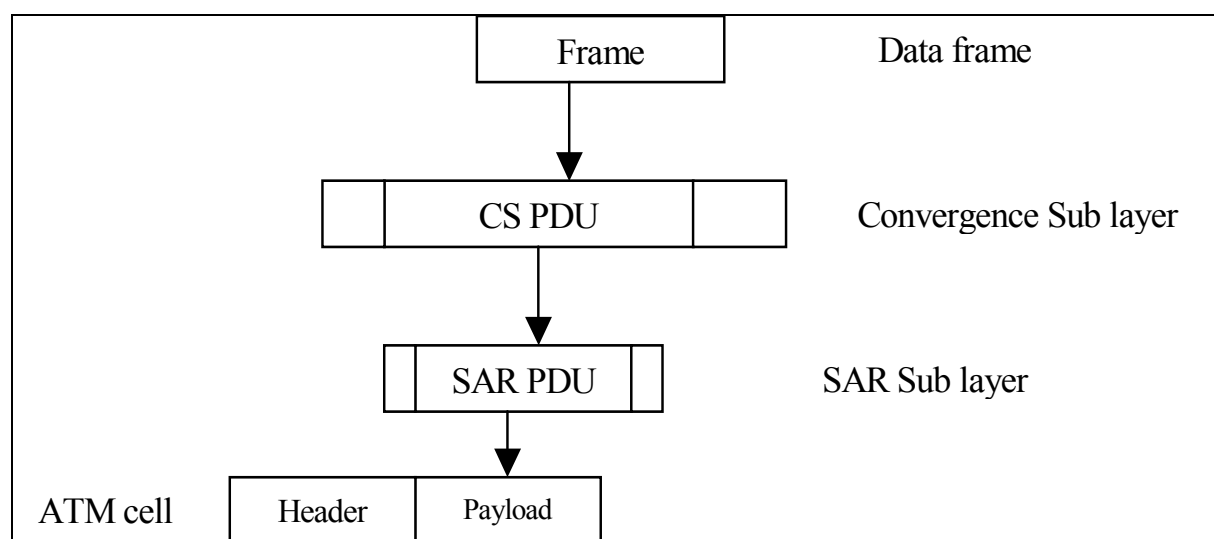 Frame Data frame
CS PDU Convergence Sub layer
SAR PDU SAR Sub layer
ATM cell Header Payload